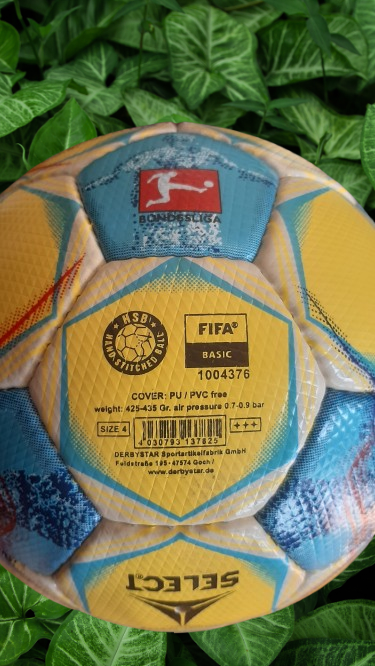 BUNDESLIGA
HSB
HAND STITCHED BALL
FIFA®
BASIC
1004376
COVER: PU / PVC free
weight: 425-435 Gr. air pressure 0.7-0.9 bar
SIZE 4
4 030793 137825
+++
DERBYSTAR Sportartikelfabrik GmbH
Feldstraße 195 · 47574 Goch /
www.derbystar.de
SELECT